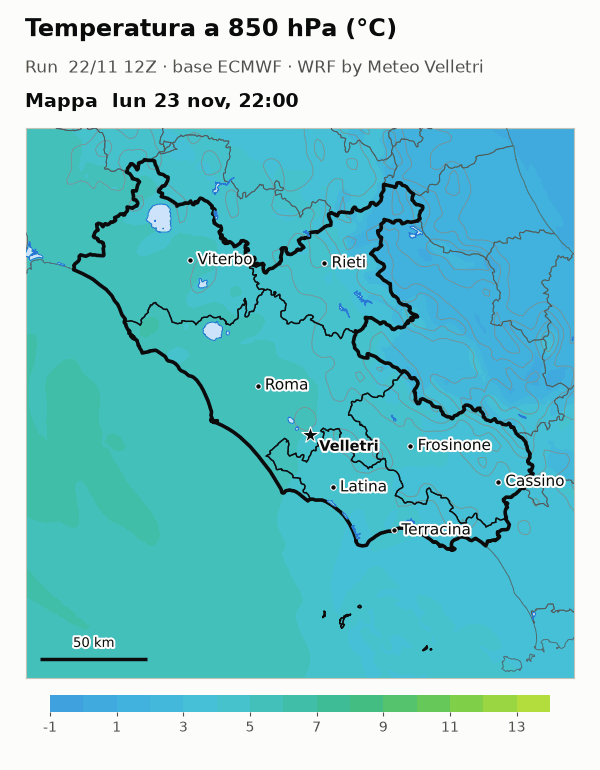 Temperatura a 850 hPa (°C)
Run  22/11 12Z · base ECMWF · WRF by Meteo Velletri
Mappa  lun 23 nov, 22:00
Viterbo
Rieti
Roma
Velletri
Frosinone
Latina
Cassino
Terracina
50 km
-1 1 3 5 7 9 11 13